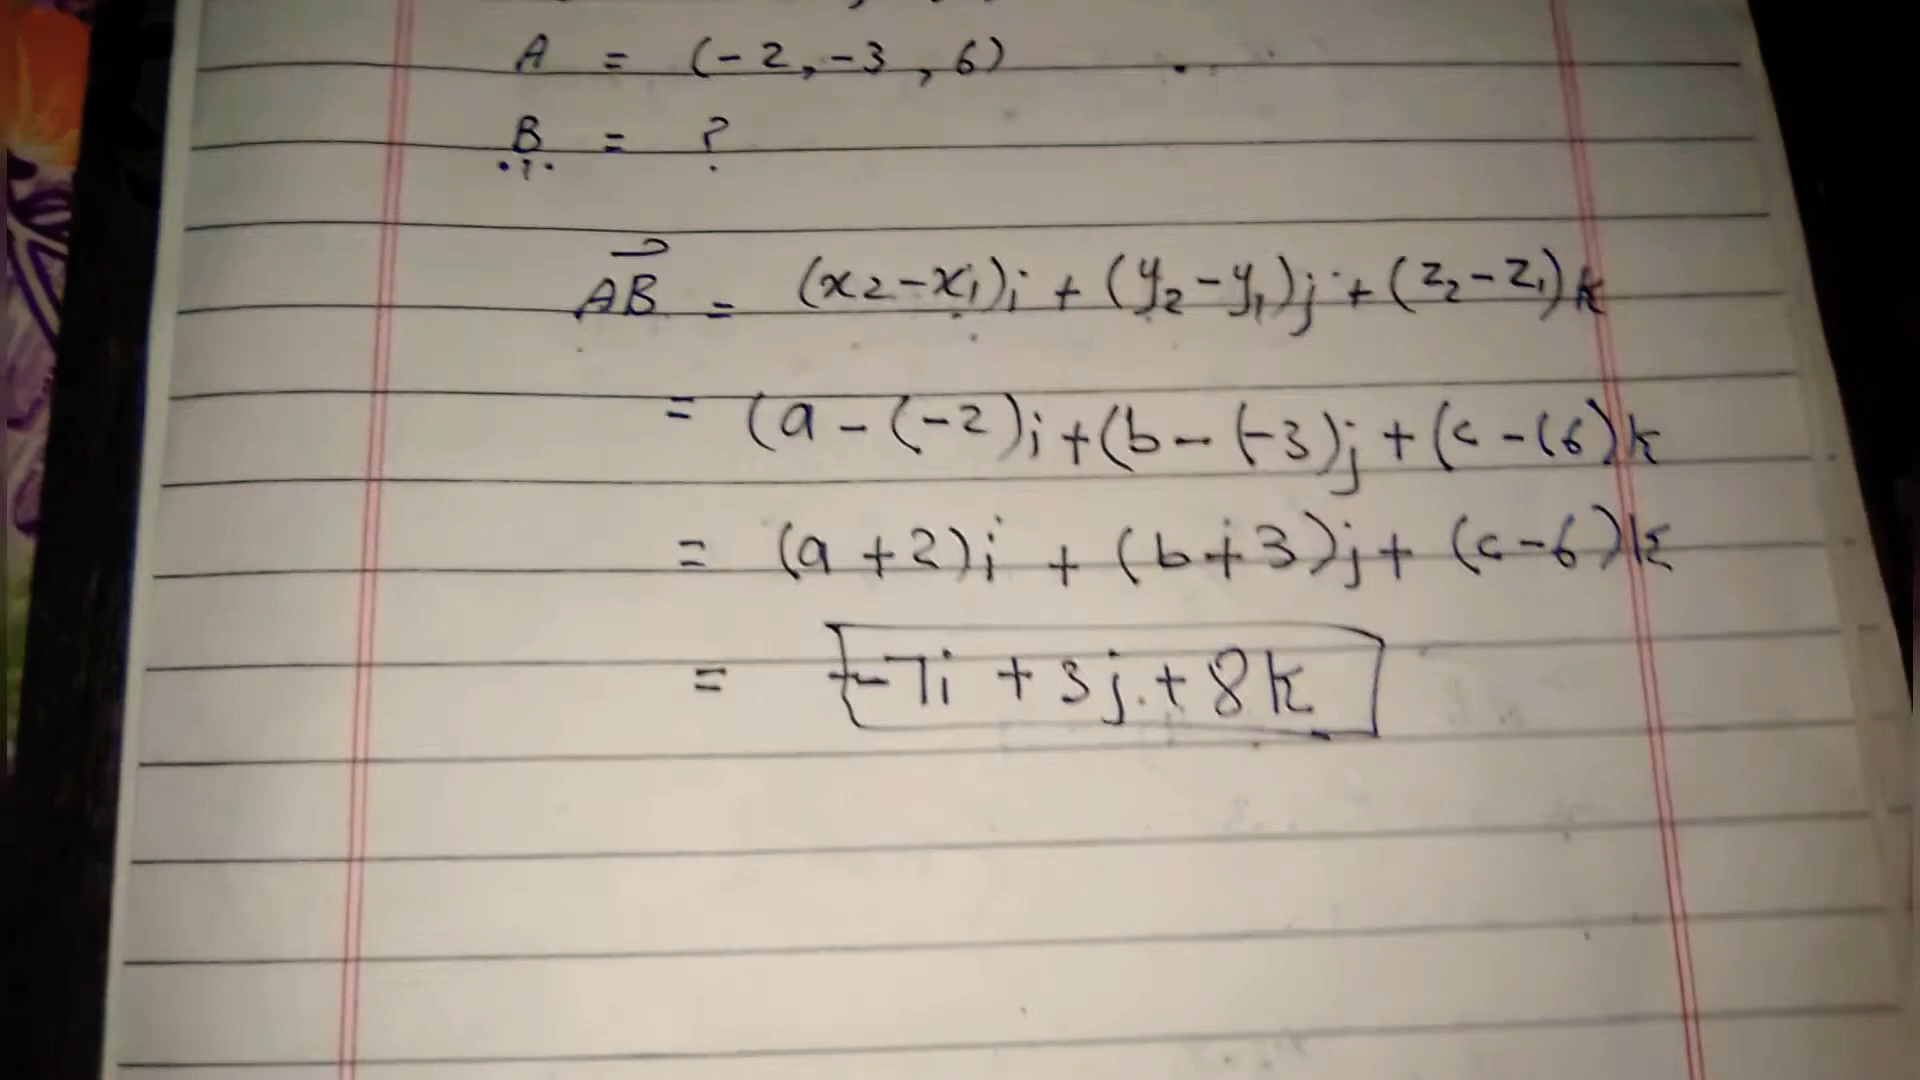 A = (-2, -3, 6)
B = ?
AB = (x2-x1)i + (y2-y1)j + (z2-z1)k
= (a-(-2)i+(b-(-3)j+(c-(6)k
= (a+2)i + (b+3)j+ (c-6)k
= -7i + 3j + 8k